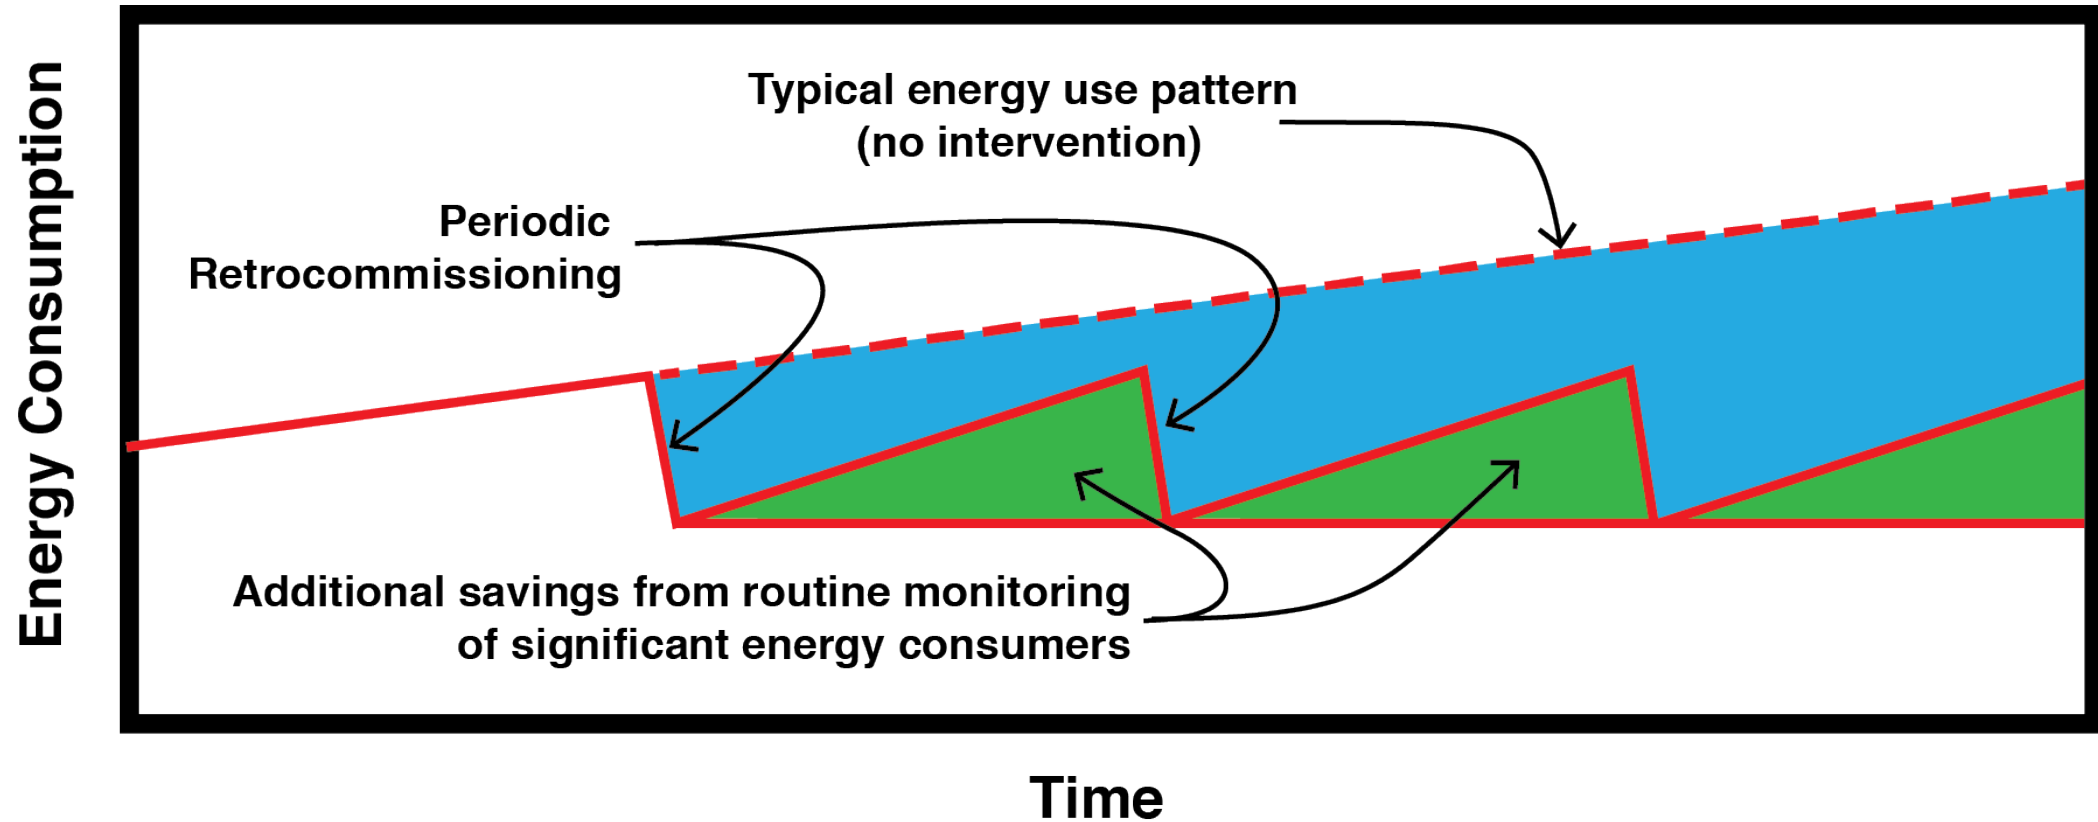 Energy Consumption
Typical energy use pattern
(no intervention)
Periodic
Retrocommissioning
Additional savings from routine monitoring
of significant energy consumers
Time